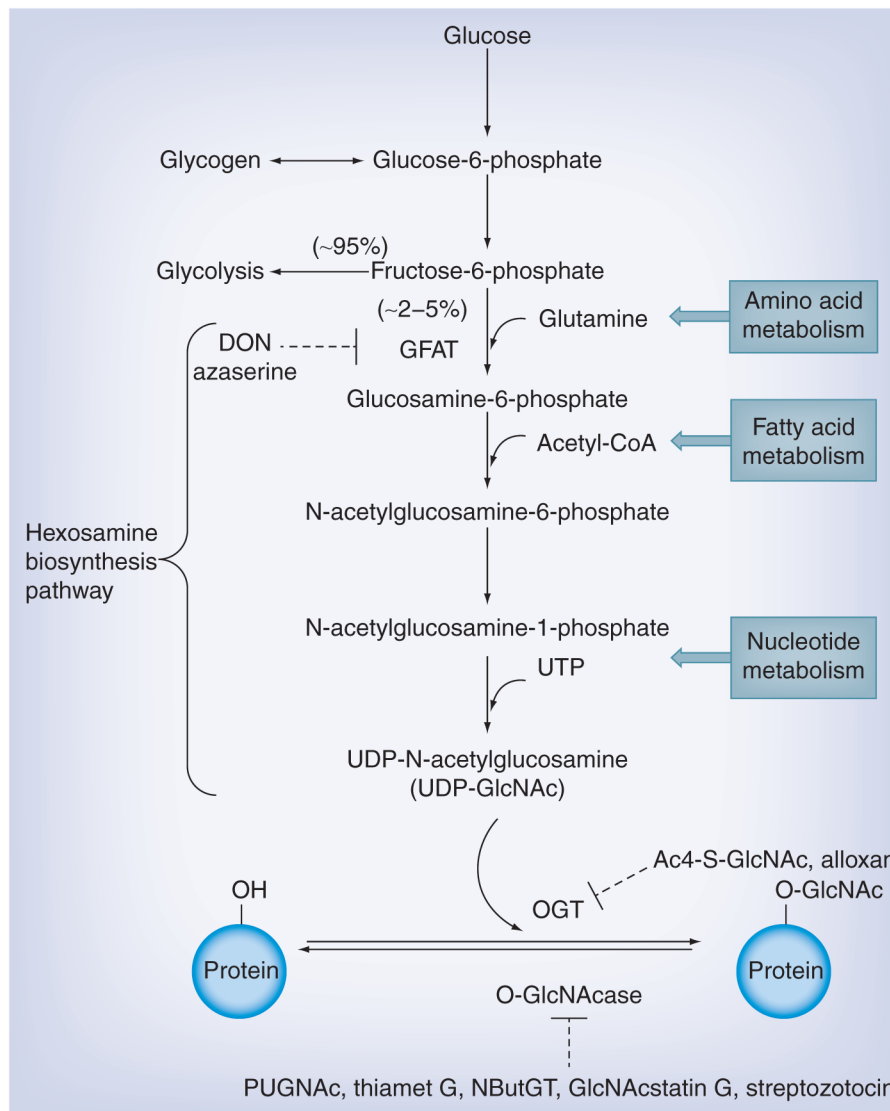 Glucose
Glycogen
Glucose-6-phosphate
(~95%)
Glycolysis
Fructose-6-phosphate
(~2–5%)
Glutamine
Amino acid
metabolism
DON
azaserine
GFAT
Glucosamine-6-phosphate
Acetyl-CoA
Fatty acid
metabolism
N-acetylglucosamine-6-phosphate
Hexosamine
biosynthesis
pathway
N-acetylglucosamine-1-phosphate
UTP
Nucleotide
metabolism
UDP-N-acetylglucosamine
(UDP-GlcNAc)
Ac4-S-GlcNAc, alloxan
OH
OGT
O-GlcNAc
Protein
Protein
O-GlcNAcase
PUGNAc, thiamet G, NButGT, GlcNAcstatin G, streptozotocin